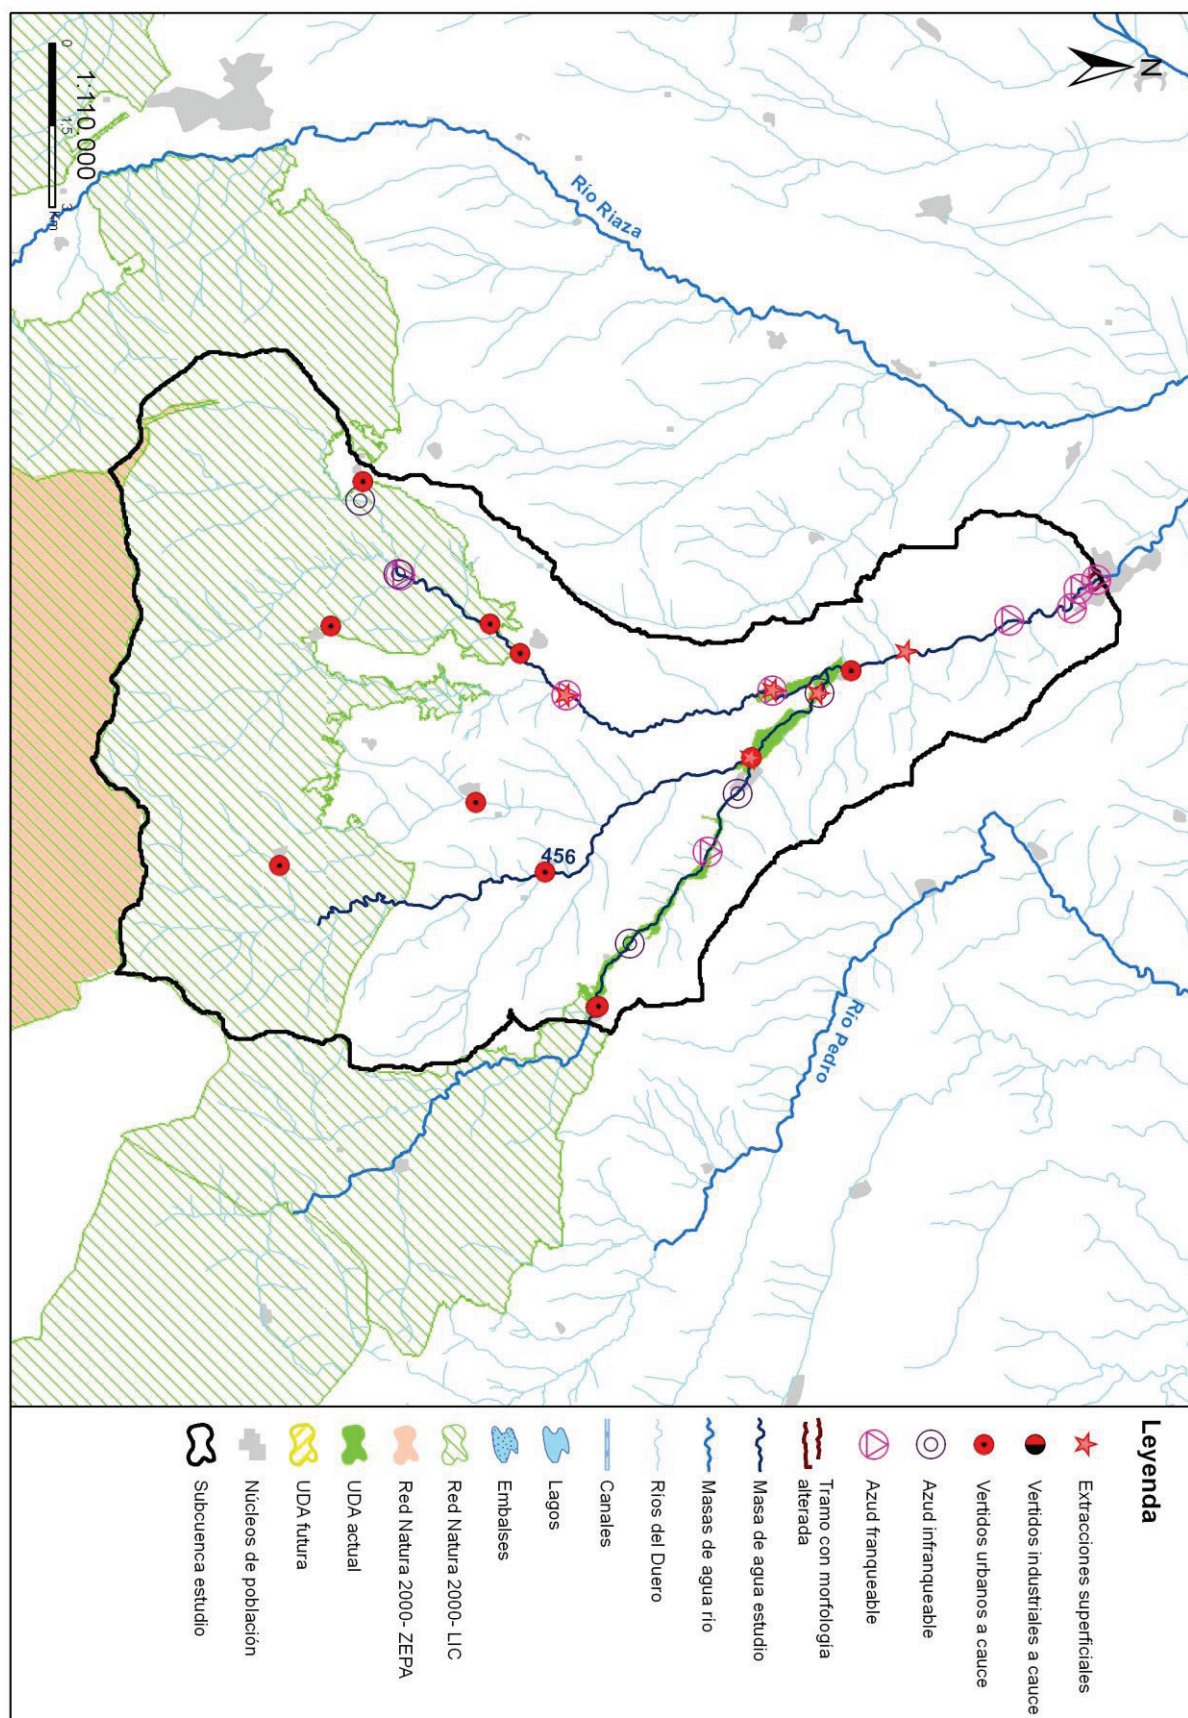 N
Río Riaza
Río Pedro
456
0
1,5
3
Km
1:110.000
Leyenda
Extracciones superficiales
Vertidos industriales a cauce
Vertidos urbanos a cauce
Azud infranqueable
Azud franqueable
Tramo con morfología
alterada
Masa de agua estudio
Masas de agua río
Ríos del Duero
Canales
Lagos
Embalses
Red Natura 2000- LIC
Red Natura 2000- ZEPA
UDA actual
UDA futura
Núcleos de población
Subcuenca estudio